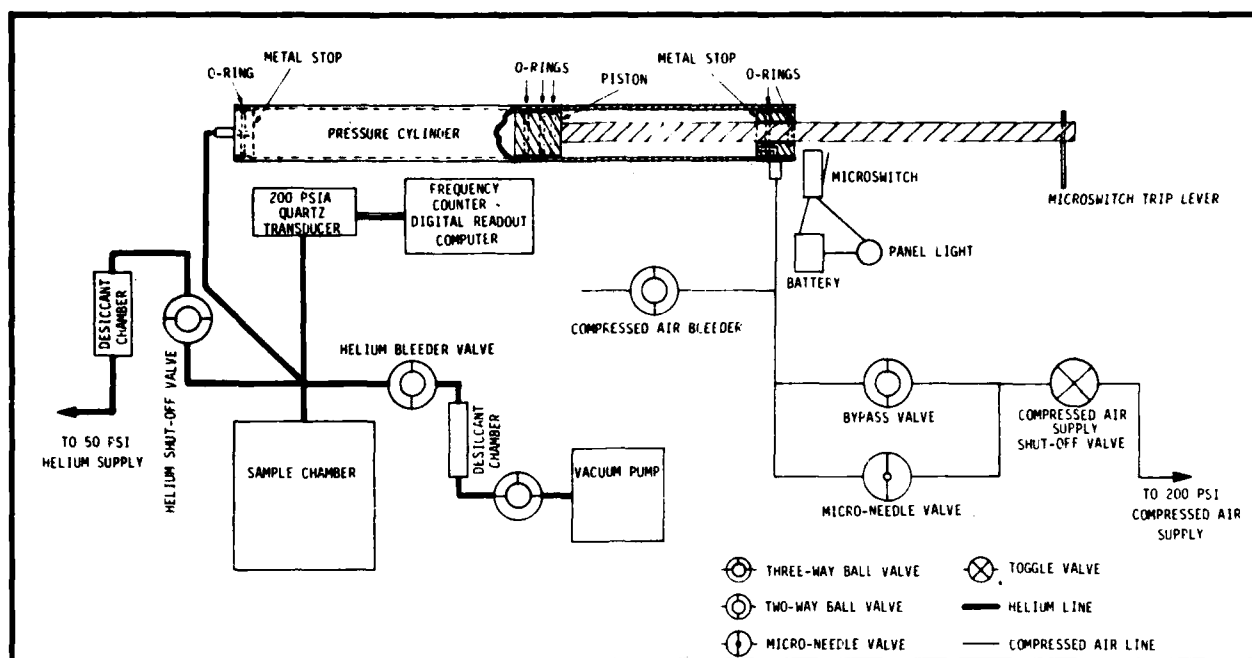 METAL STOP
O-RING
O-RINGS
PISTON
METAL STOP
O-RINGS
PRESSURE CYLINDER
MICROSWITCH
MICROSWITCH TRIP LEVER
200 PSIA
QUARTZ
TRANSDUCER
FREQUENCY
COUNTER -
DIGITAL READOUT
COMPUTER
PANEL LIGHT
BATTERY
DESICCANT
CHAMBER
HELIUM SHUT-OFF VALVE
COMPRESSED AIR BLEEDER
HELIUM BLEEDER VALVE
BYPASS VALVE
COMPRESSED AIR
SUPPLY
SHUT-OFF VALVE
TO 50 PSI
HELIUM SUPPLY
DESICCANT
CHAMBER
SAMPLE CHAMBER
VACUUM PUMP
MICRO-NEEDLE VALVE
TO 200 PSI
COMPRESSED AIR
SUPPLY
THREE-WAY BALL VALVE
TOGGLE VALVE
TWO-WAY BALL VALVE
HELIUM LINE
MICRO-NEEDLE VALVE
COMPRESSED AIR LINE